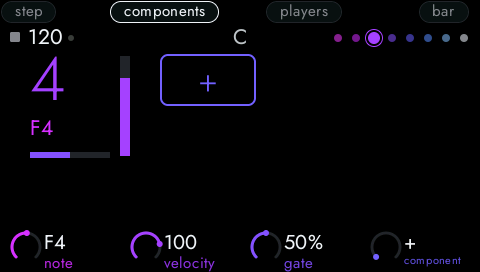 step components players bar
120 C
4
F4
+
F4 100 50% +
note velocity gate component